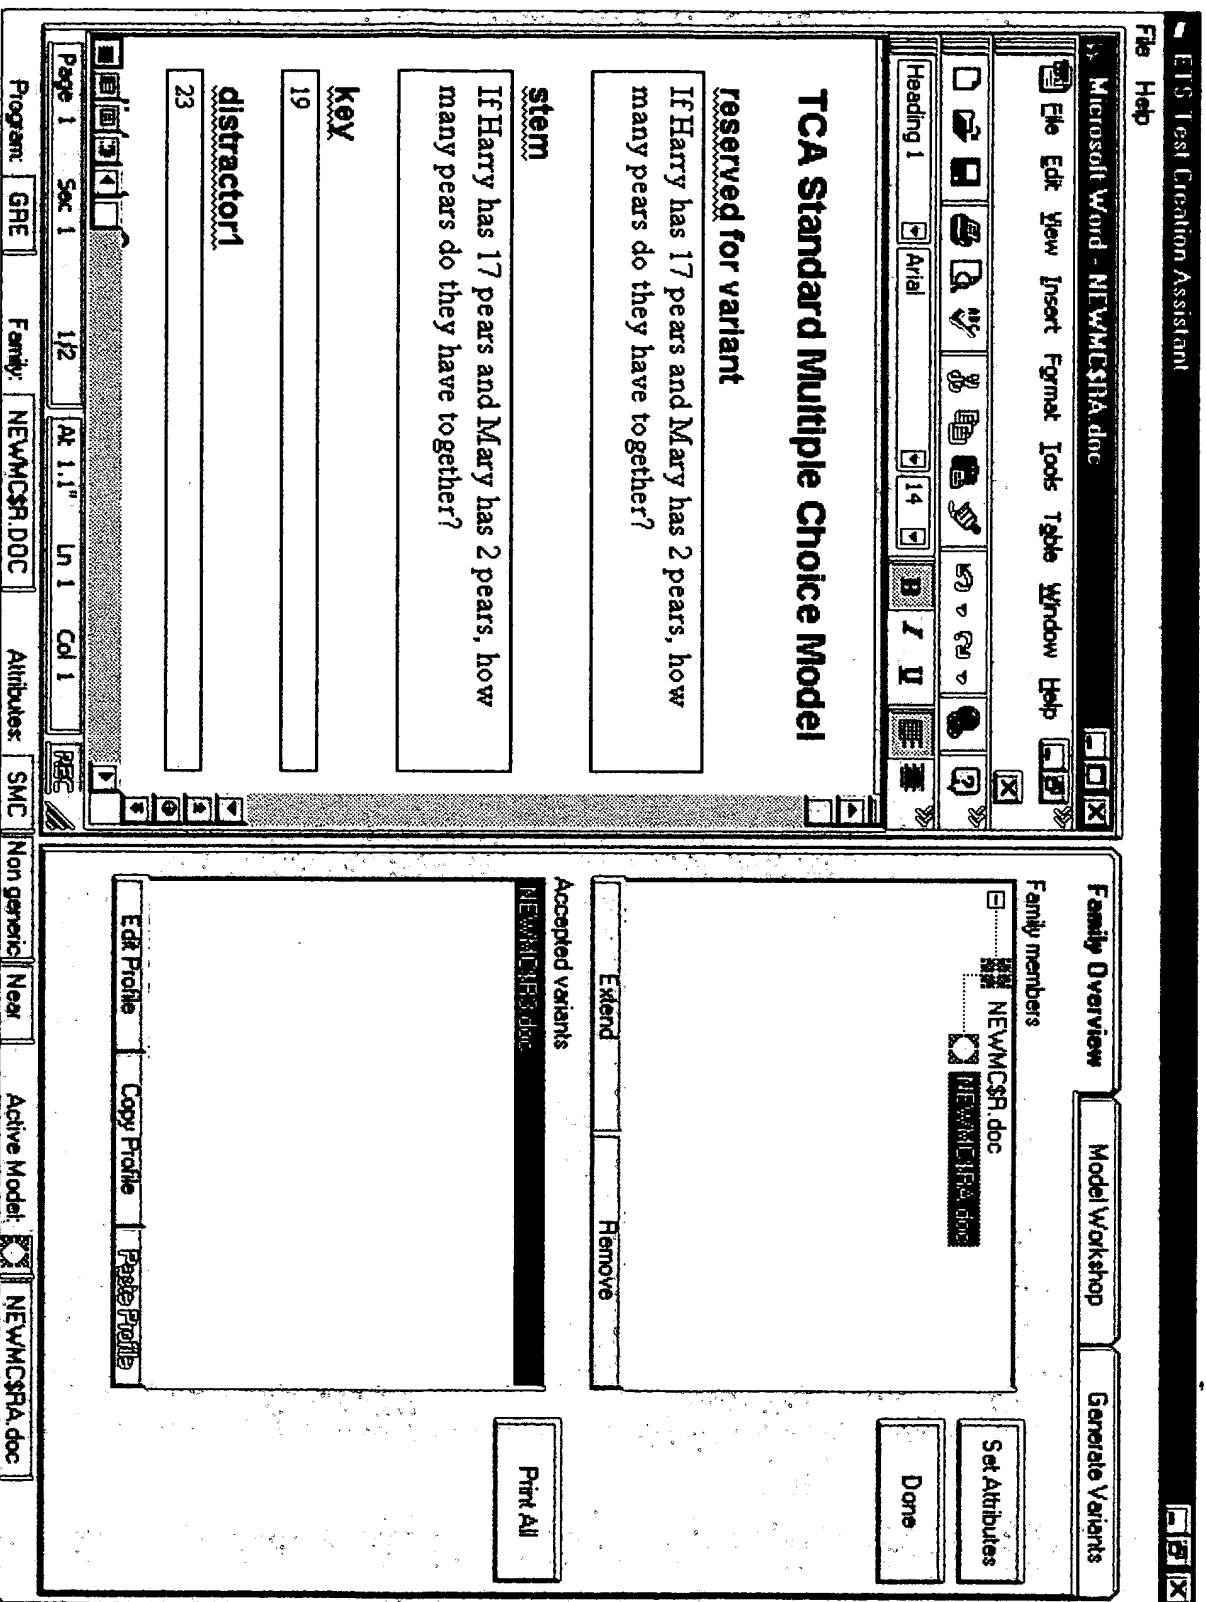 ETS Test Creation Assistant
File Help
Microsoft Word - NEWMC$RA.doc
File Edit View Insert Format Tools Table Window Help
ABC
Heading 1 Arial 14 B I U
TCA Standard Multiple Choice Model
reserved for variant
If Harry has 17 pears and Mary has 2 pears, how
many pears do they have together?
stem
If Harry has 17 pears and Mary has 2 pears, how
many pears do they have together?
key
19
distractor1
23
Page 1 Sec 1 1/2 At 1.1" Ln 1 Col 1 REC
Family Overview Model Workshop Generate Variants
Family members
NEWMC$R.doc
NEWMC$RA.doc
Set Attributes
Done
Extend Remove
Accepted variants
Print All
Edit Profile Copy Profile Paste Profile
Program: GRE Family: NEWMC$R.DOC Attributes: SMC Non generic Near Active Model: NEWMC$RA.doc